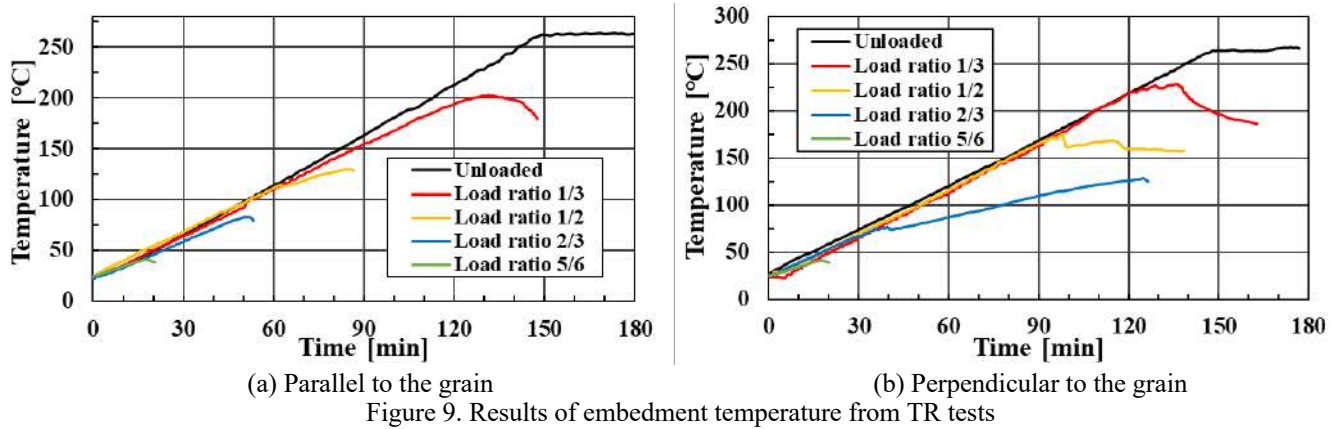 250
200
150
100
50
0
Temperature [°C]
Unloaded
Load ratio 1/3
Load ratio 1/2
Load ratio 2/3
Load ratio 5/6
0 30 60 90 120 150 180
Time [min]
(a) Parallel to the grain
300
250
200
150
100
50
0
Temperature [°C]
Unloaded
Load ratio 1/3
Load ratio 1/2
Load ratio 2/3
Load ratio 5/6
0 30 60 90 120 150 180
Time [min]
(b) Perpendicular to the grain
Figure 9. Results of embedment temperature from TR tests